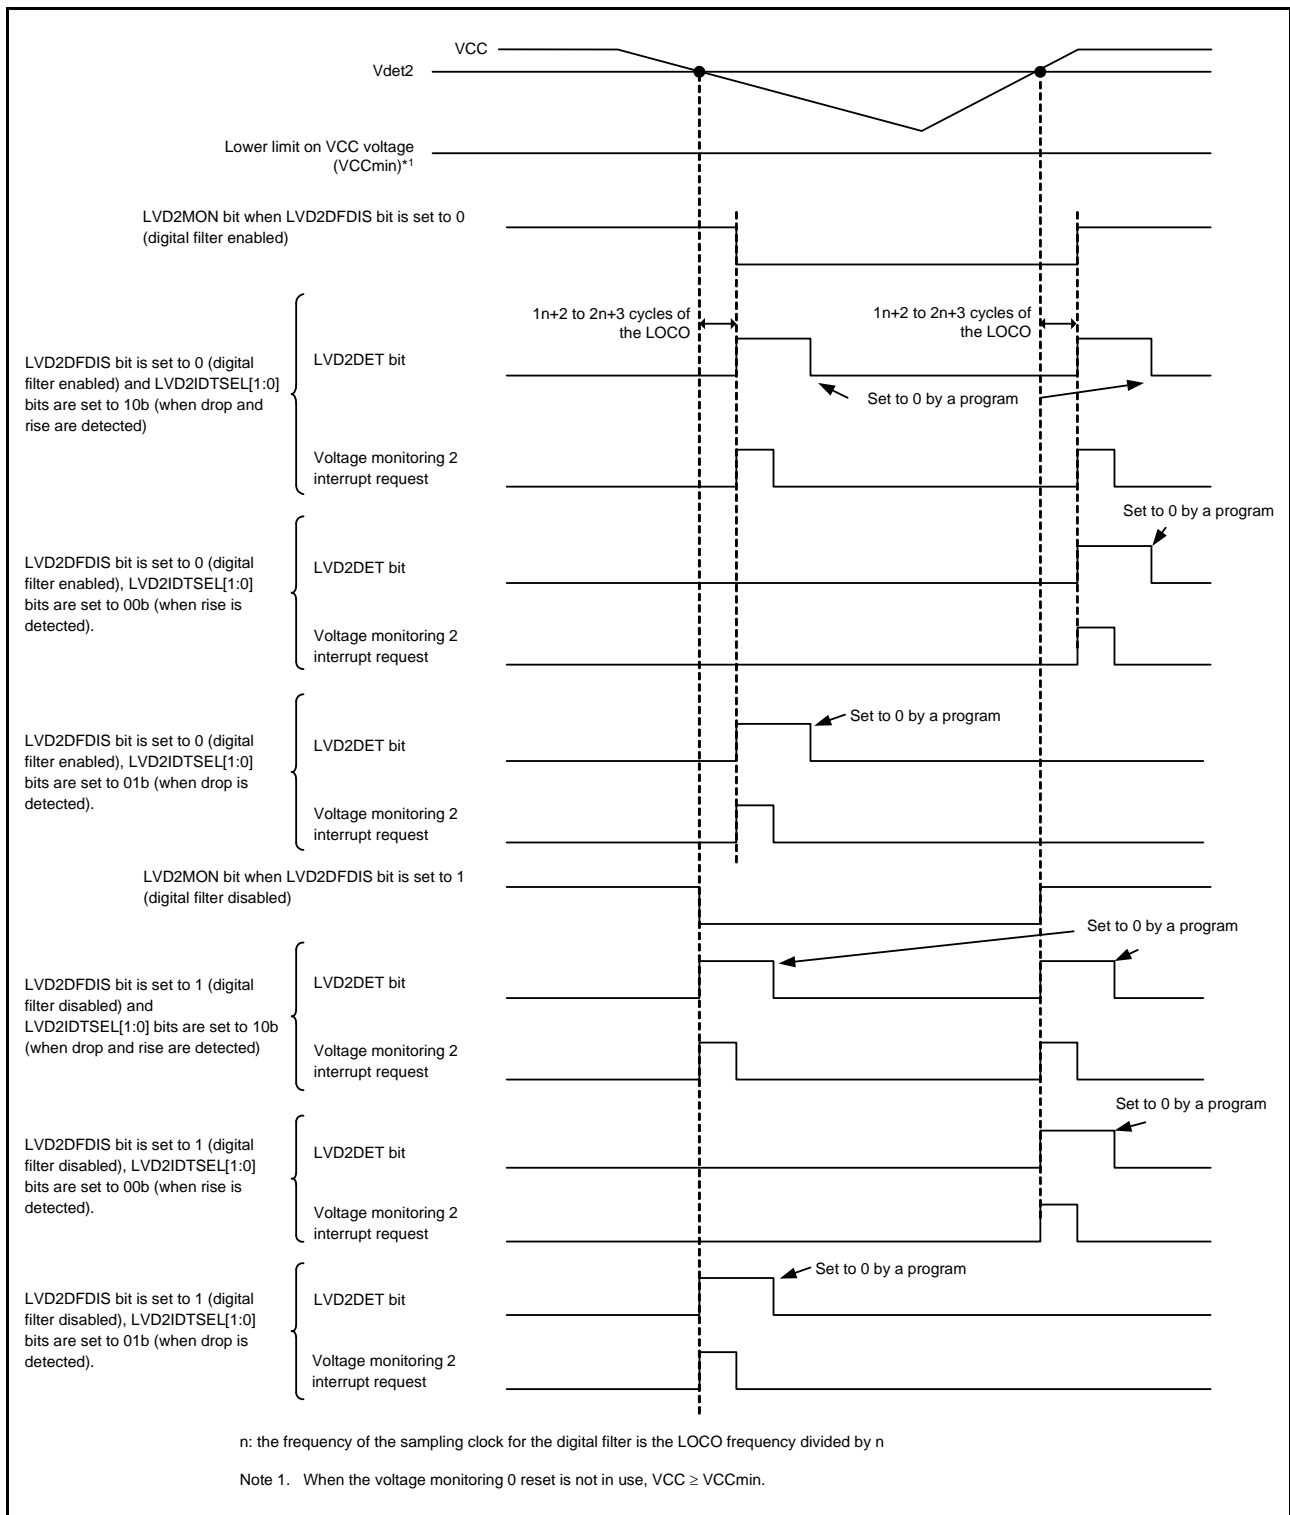 VCC
Vdet2
Lower limit on VCC voltage
(VCCmin)*1
LVD2MON bit when LVD2DFDIS bit is set to 0
(digital filter enabled)
1n+2 to 2n+3 cycles of
the LOCO
1n+2 to 2n+3 cycles of
the LOCO
LVD2DFDIS bit is set to 0 (digital
filter enabled) and LVD2IDTSEL[1:0]
bits are set to 10b (when drop and
rise are detected)
LVD2DET bit
Set to 0 by a program
Voltage monitoring 2
interrupt request
Set to 0 by a program
LVD2DFDIS bit is set to 0 (digital
filter enabled), LVD2IDTSEL[1:0]
bits are set to 00b (when rise is
detected).
LVD2DET bit
Voltage monitoring 2
interrupt request
LVD2DFDIS bit is set to 0 (digital
filter enabled), LVD2IDTSEL[1:0]
bits are set to 01b (when drop is
detected).
LVD2DET bit
Set to 0 by a program
Voltage monitoring 2
interrupt request
LVD2MON bit when LVD2DFDIS bit is set to 1
(digital filter disabled)
Set to 0 by a program
LVD2DFDIS bit is set to 1 (digital
filter disabled) and
LVD2IDTSEL[1:0] bits are set to 10b
(when drop and rise are detected)
LVD2DET bit
Voltage monitoring 2
interrupt request
Set to 0 by a program
LVD2DFDIS bit is set to 1 (digital
filter disabled), LVD2IDTSEL[1:0]
bits are set to 00b (when rise is
detected).
LVD2DET bit
Voltage monitoring 2
interrupt request
Set to 0 by a program
LVD2DFDIS bit is set to 1 (digital
filter disabled), LVD2IDTSEL[1:0]
bits are set to 01b (when drop is
detected).
LVD2DET bit
Voltage monitoring 2
interrupt request
n: the frequency of the sampling clock for the digital filter is the LOCO frequency divided by n
Note 1. When the voltage monitoring 0 reset is not in use, VCC ≥ VCCmin.